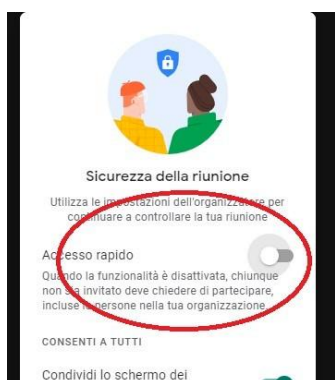 Sicurezza della riunione
Utilizza le impostazioni dell'organizzatore per
continuare a controllare la tua riunione
Accesso rapido
Quando la funzionalità è disattivata, chiunque
non sia invitato deve chiedere di partecipare,
incluse le persone nella tua organizzazione.
CONSENTI A TUTTI
Condividi lo schermo dei